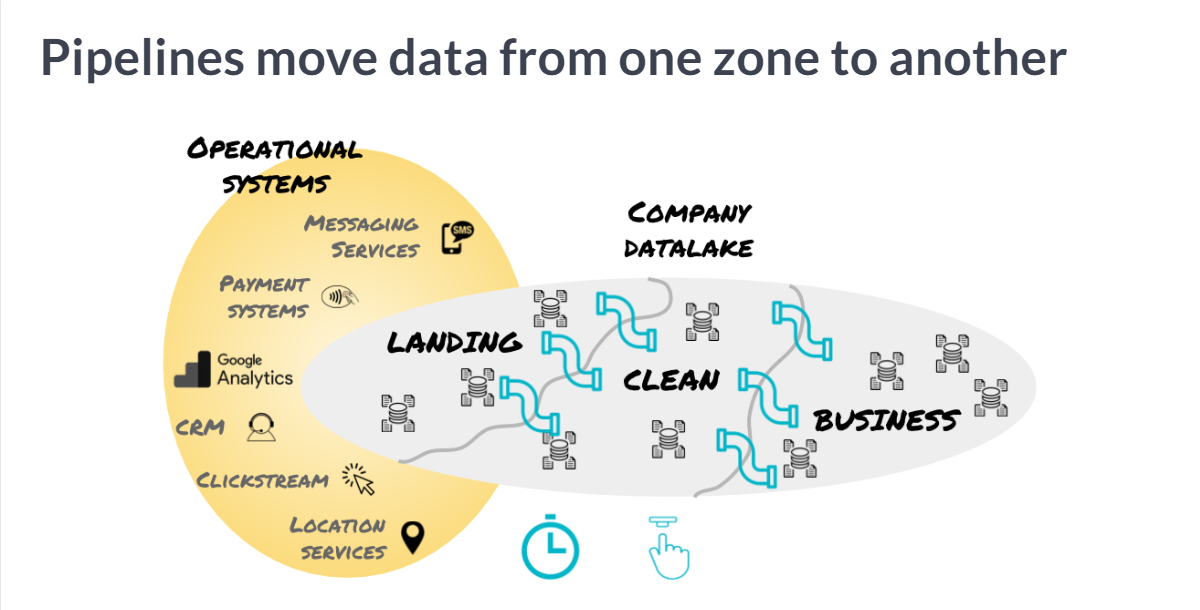 Pipelines move data from one zone to another
OPERATIONAL
SYSTEMS
MESSAGING
SERVICES
SMS
PAYMENT
SYSTEMS
Google
Analytics
CRM
CLICKSTREAM
LOCATION
SERVICES
COMPANY
DATALAKE
LANDING
CLEAN
BUSINESS